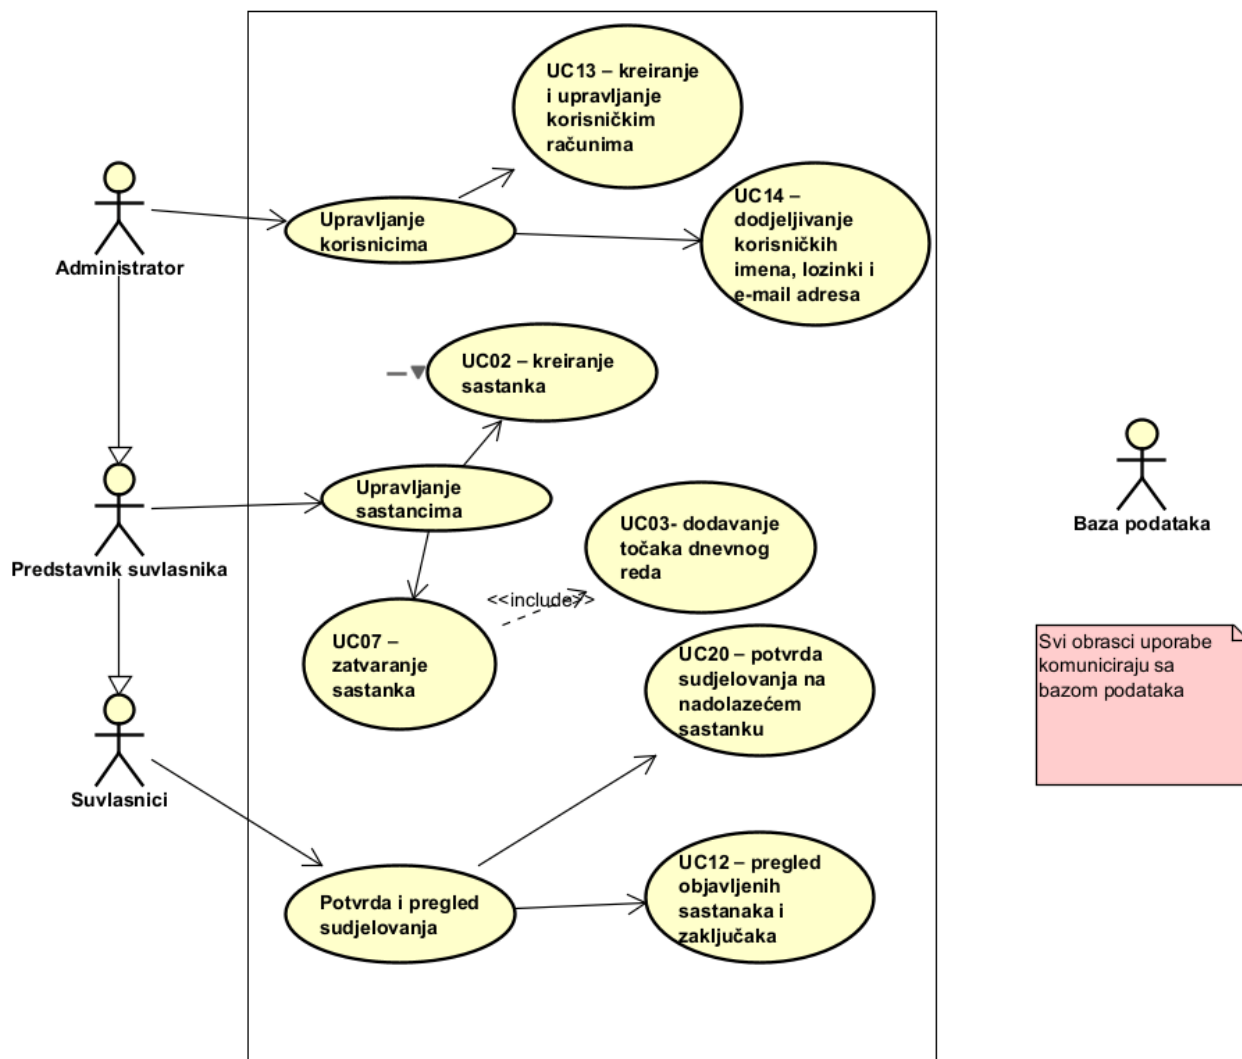 UC13 – kreiranje
i upravljanje
korisničkim
računima
UC14 –
dodjeljivanje
korisničkih
imena, lozinki i
e-mail adresa
Upravljanje
korisnicima
Administrator
UC02 – kreiranje
sastanka
Upravljanje
sastancima
UC03- dodavanje
točaka dnevnog
reda
Baza podataka
Predstavnik suvlasnika
<<include>>
UC07 –
zatvaranje
sastanka
UC20 – potvrda
sudjelovanja na
nadolazećem
sastanku
Svi obrasci uporabe
komuniciraju sa
bazom podataka
Suvlasnici
Potvrda i pregled
sudjelovanja
UC12 – pregled
objavljenih
sastanaka i
zaključaka